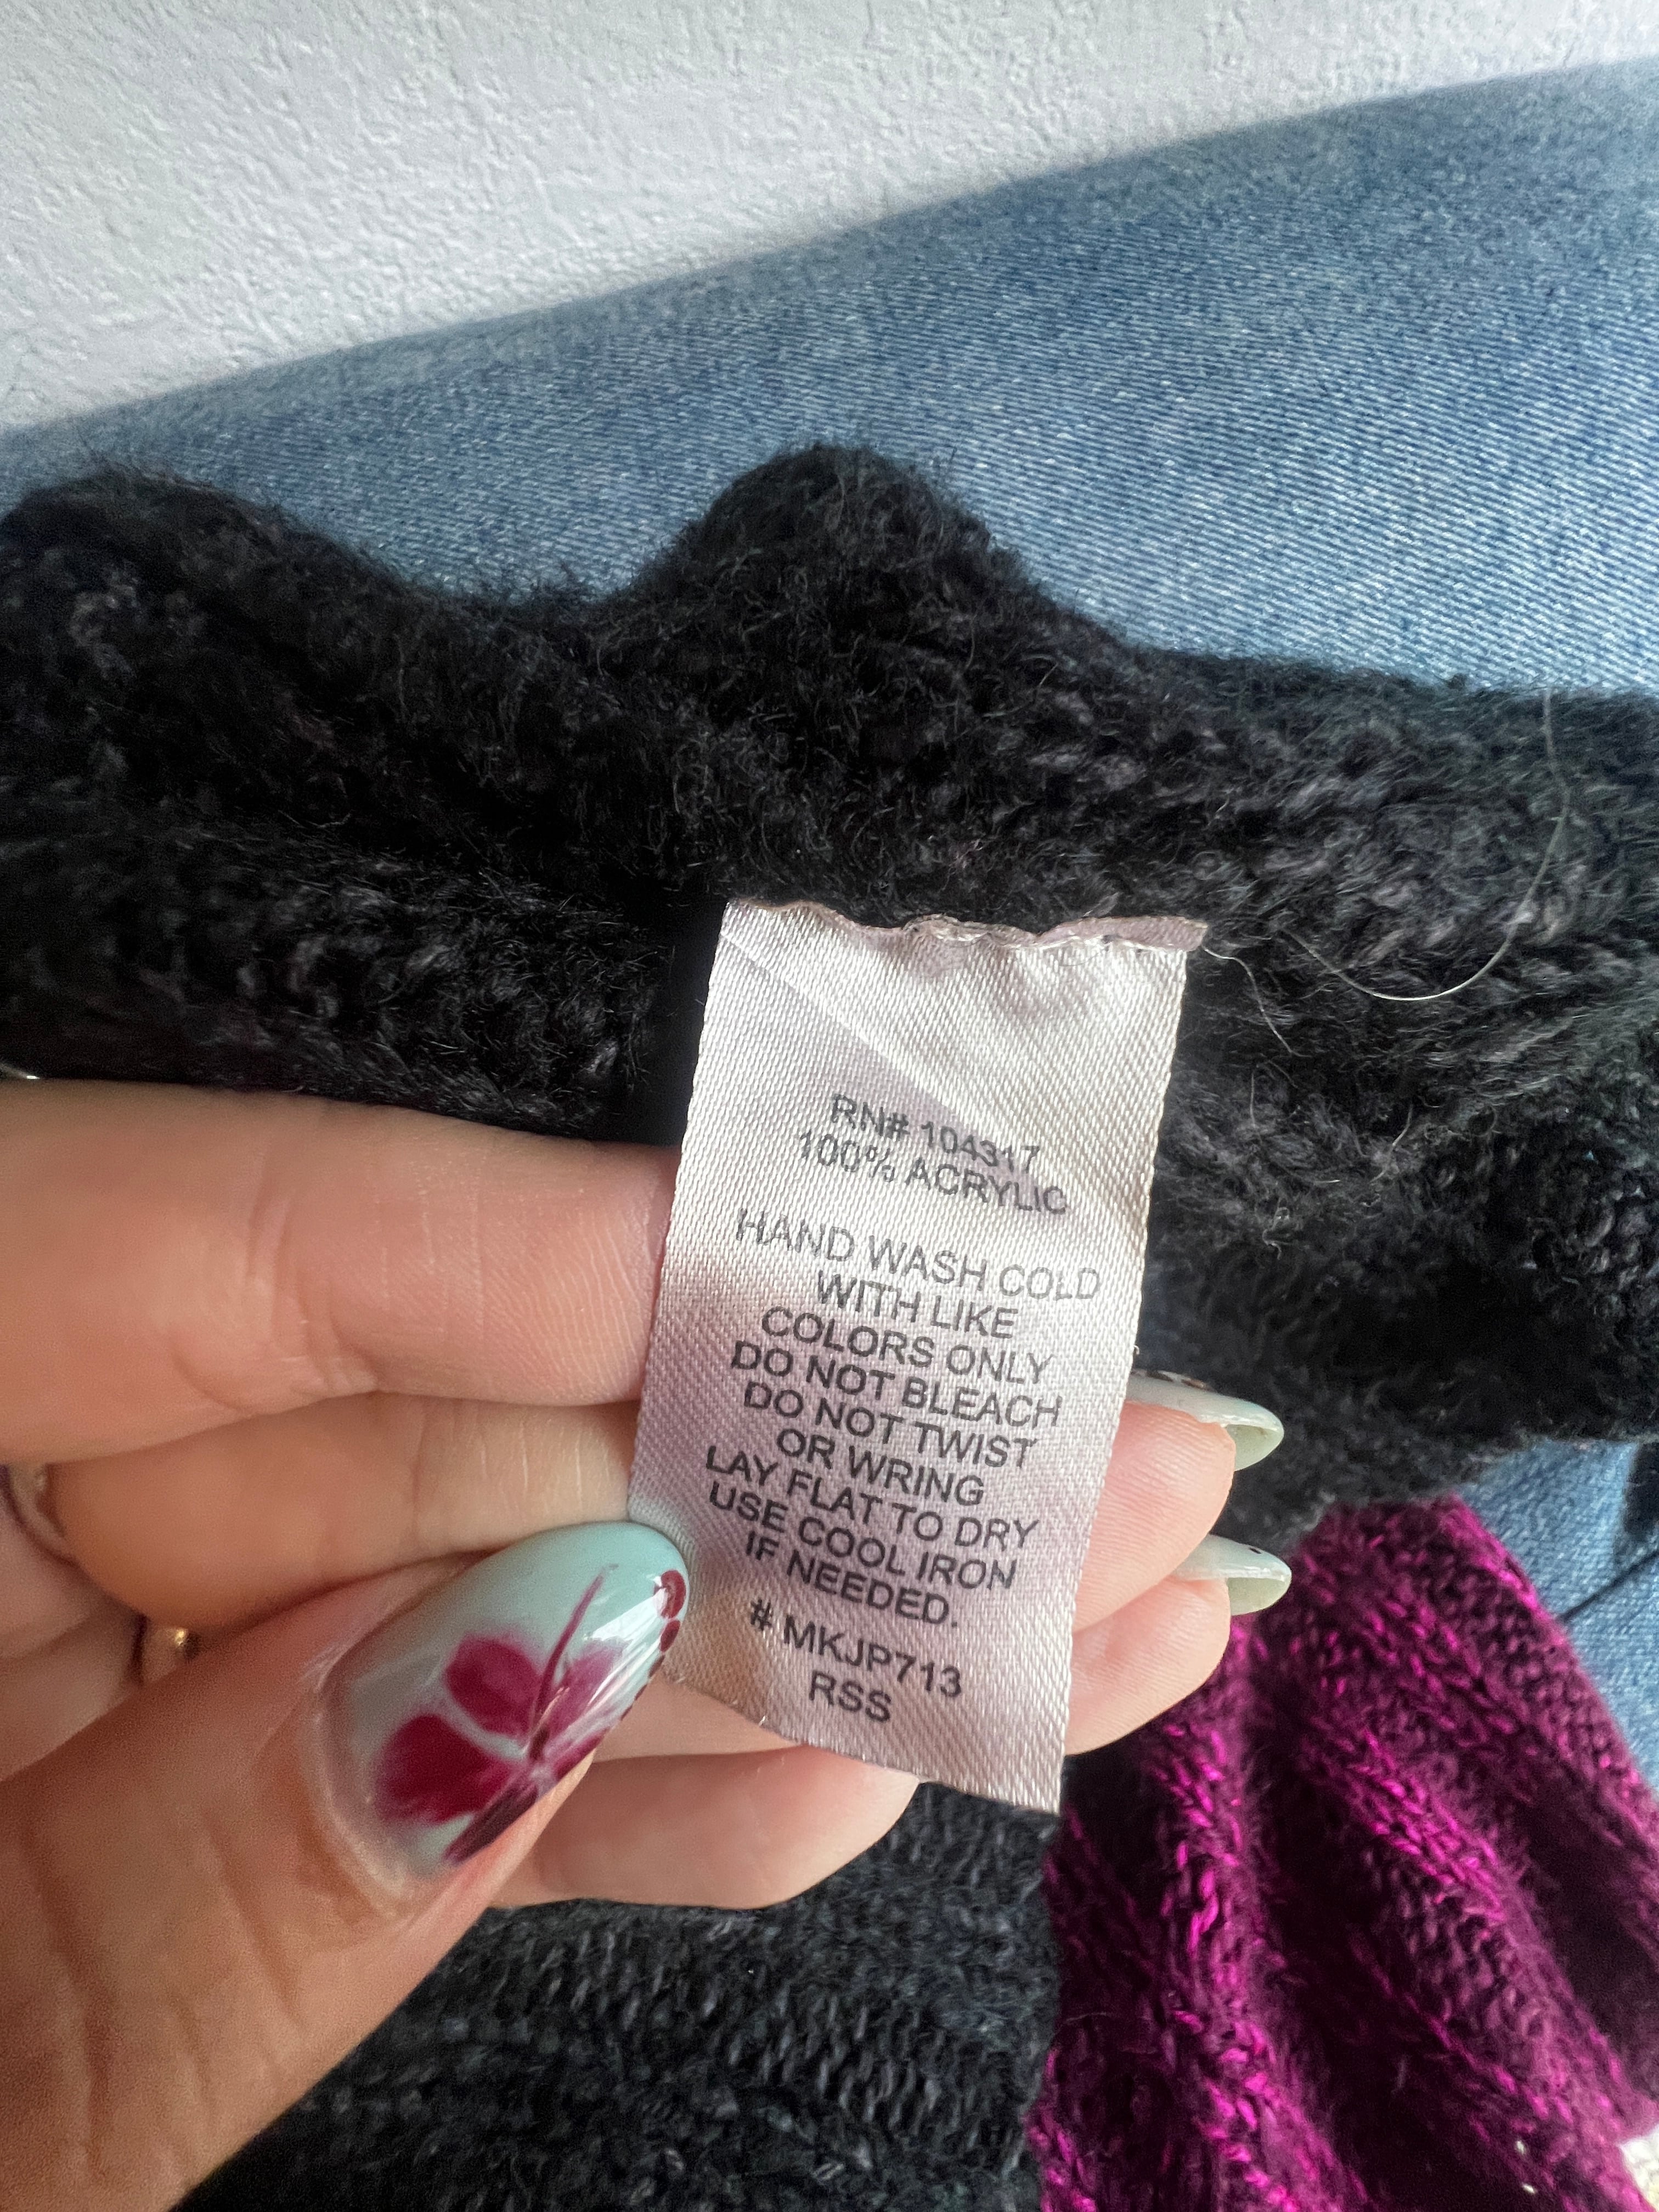 RN# 104317
100% ACRYLIC
HAND WASH COLD
WITH LIKE
COLORS ONLY
DO NOT BLEACH
DO NOT TWIST
OR WRING
LAY FLAT TO DRY
USE COOL IRON
IF NEEDED.
# MKJP713
RSS